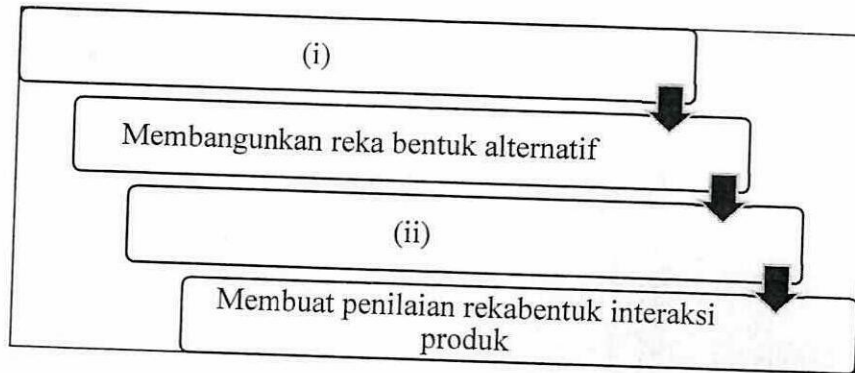 (i)
Membangunkan reka bentuk alternatif
(ii)
Membuat penilaian rekabentuk interaksi
produk